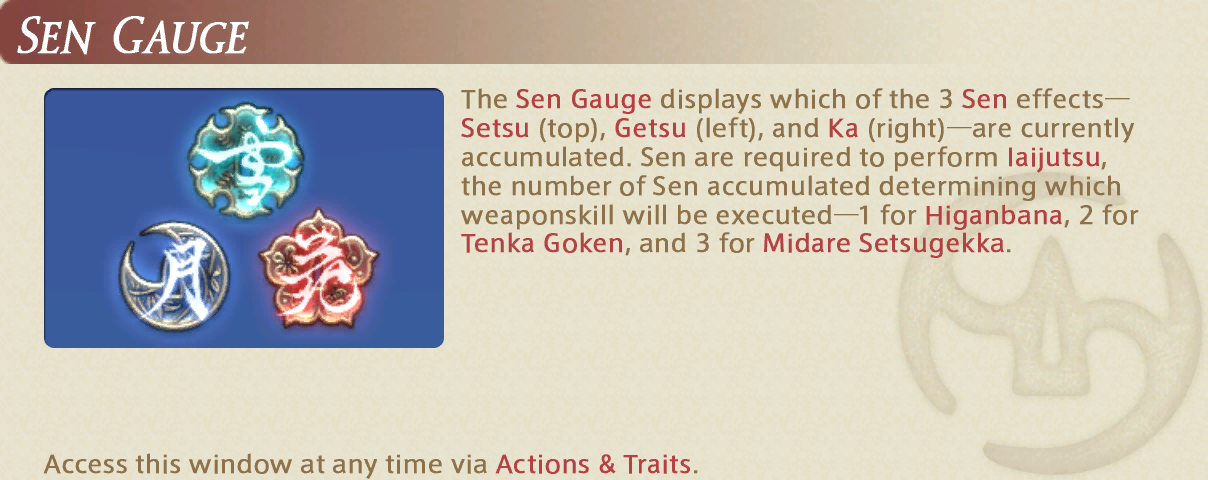 SEN GAUGE
雪
月
花
The Sen Gauge displays which of the 3 Sen effects—
Setsu (top), Getsu (left), and Ka (right)—are currently
accumulated. Sen are required to perform Iaijutsu,
the number of Sen accumulated determining which
weaponskill will be executed—1 for Higanbana, 2 for
Tenka Goken, and 3 for Midare Setsugekka.
Access this window at any time via Actions & Traits.